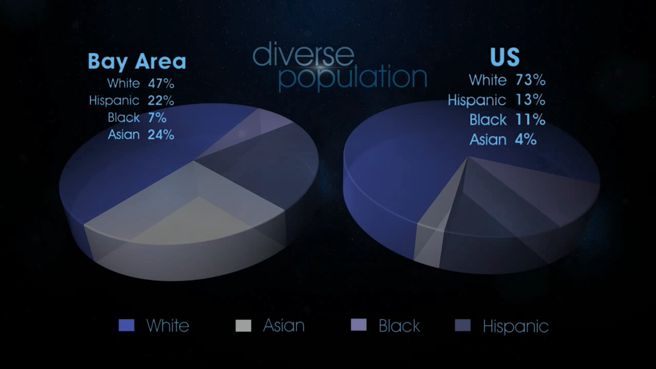 diverse
population
Bay Area
White 47%
Hispanic 22%
Black 7%
Asian 24%
US
White 73%
Hispanic 13%
Black 11%
Asian 4%
White Asian Black Hispanic